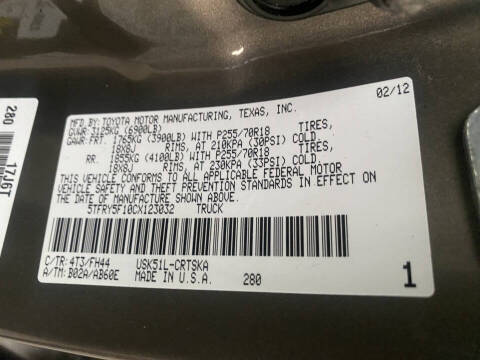 MFD.BY: TOYOTA MOTOR MANUFACTURING, TEXAS, INC. 02/12
GVWR: 3125KG (6900LB)
GAWR: FRT. 1765KG (3900LB) WITH P255/70R18 TIRES,
18X8J RIMS, AT 210KPA (30PSI) COLD.
RR. 1855KG (4100LB) WITH P255/70R18 TIRES,
18X8J RIMS, AT 230KPA (33PSI) COLD.
THIS VEHICLE CONFORMS TO ALL APPLICABLE FEDERAL MOTOR
VEHICLE SAFETY AND THEFT PREVENTION STANDARDS IN EFFECT ON
THE DATE OF MANUFACTURE SHOWN ABOVE.
5TFRY5F10CX123032 TRUCK
C/TR: 4T3/FH44 USK51L-CRTSKA
A/TM: B02A/AB60E MADE IN U.S.A. 280 1
280 17J6T